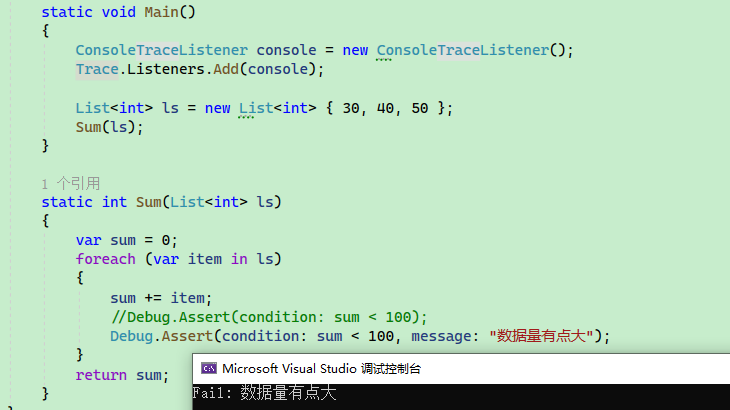 static void Main()
{
ConsoleTraceListener console = new ConsoleTraceListener();
Trace.Listeners.Add(console);
List<int> ls = new List<int> { 30, 40, 50 };
Sum(ls);
}
1 个引用
static int Sum(List<int> ls)
{
var sum = 0;
foreach (var item in ls)
{
sum += item;
//Debug.Assert(condition: sum < 100);
Debug.Assert(condition: sum < 100, message: "数据量有点大");
}
return sum;
}
Microsoft Visual Studio 调试控制台
Fail: 数据量有点大